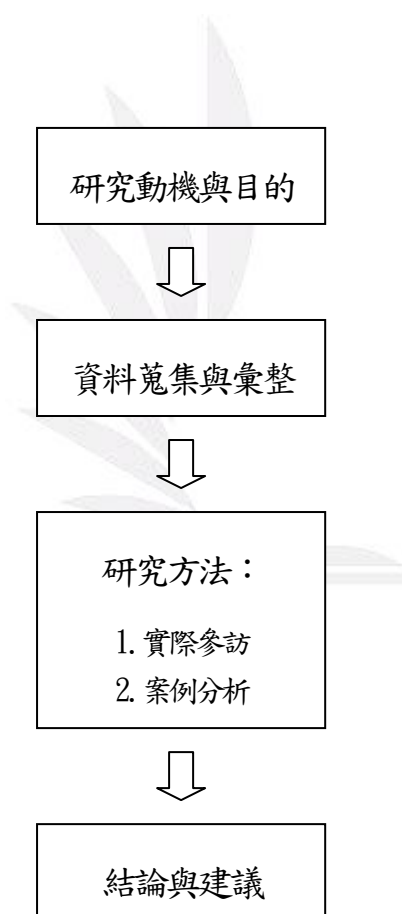 研究動機與目的
資料蒐集與彙整
研究方法：
1. 實際參訪
2. 案例分析
結論與建議